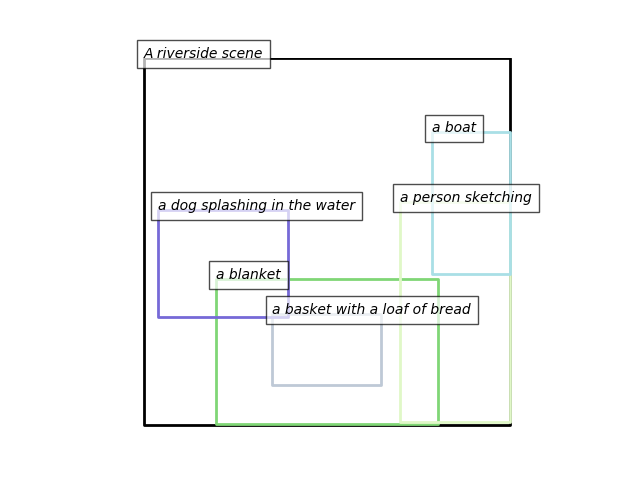 A riverside scene
a boat
a person sketching
a dog splashing in the water
a blanket
a basket with a loaf of bread